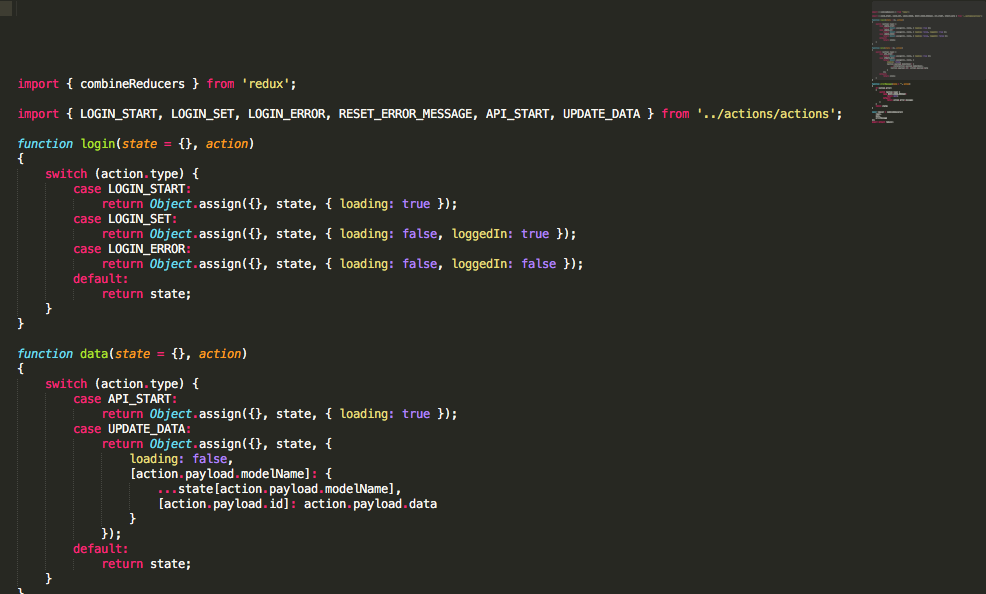 import { combineReducers } from 'redux';
import { LOGIN_START, LOGIN_SET, LOGIN_ERROR, RESET_ERROR_MESSAGE, API_START, UPDATE_DATA } from '../actions/actions';
function login(state = {}, action)
{
switch (action.type) {
case LOGIN_START:
return Object.assign({}, state, { loading: true });
case LOGIN_SET:
return Object.assign({}, state, { loading: false, loggedIn: true });
case LOGIN_ERROR:
return Object.assign({}, state, { loading: false, loggedIn: false });
default:
return state;
}
}
function data(state = {}, action)
{
switch (action.type) {
case API_START:
return Object.assign({}, state, { loading: true });
case UPDATE_DATA:
return Object.assign({}, state, {
loading: false,
[action.payload.modelName]: {
...state[action.payload.modelName],
[action.payload.id]: action.payload.data
}
});
default:
return state;
}
}